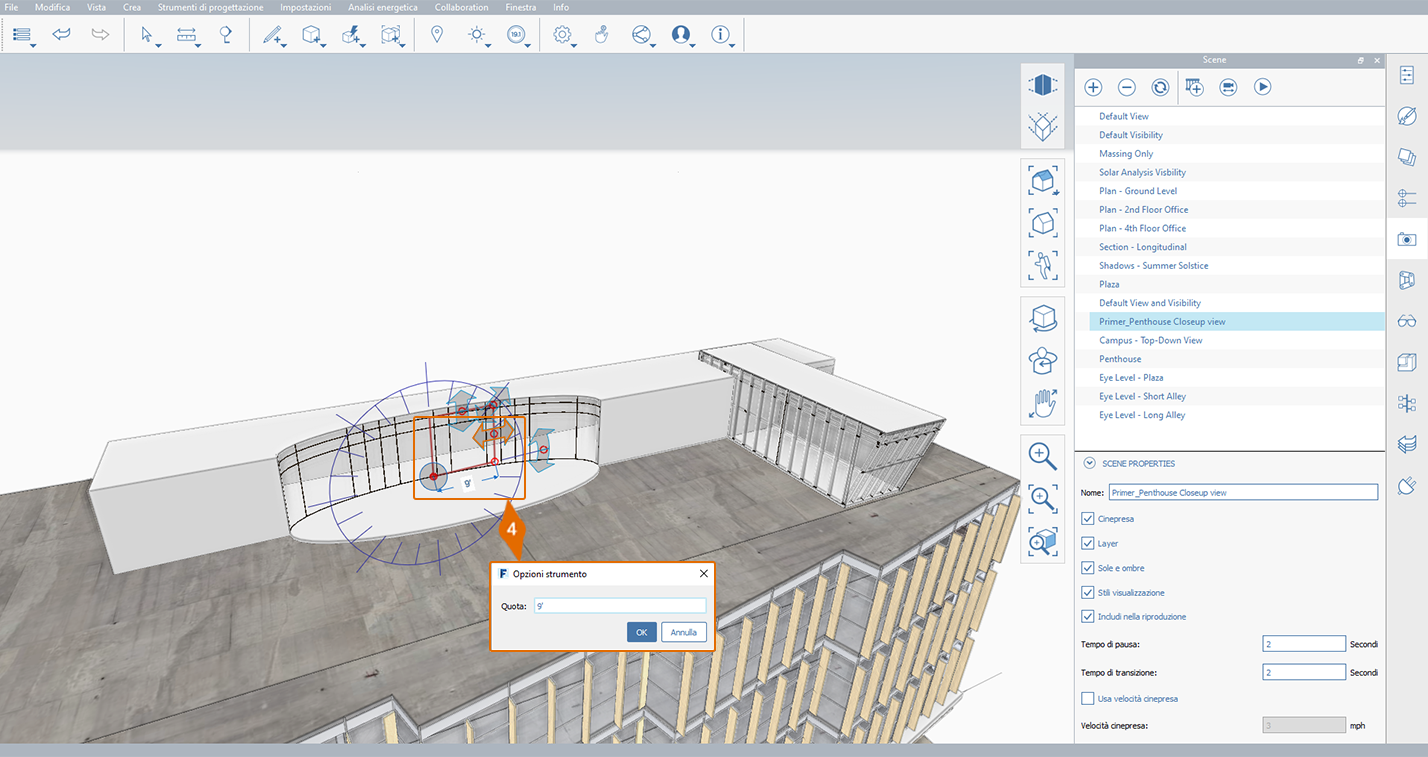 File Modifica Vista Crea Strumenti di progettazione Impostazioni Analisi energetica Collaboration Finestra Info
19.1
Scene
Default View
Default Visibility
Massing Only
Solar Analysis Visbility
Plan - Ground Level
Plan - 2nd Floor Office
Plan - 4th Floor Office
Section - Longitudinal
Shadows - Summer Solstice
Plaza
Default View and Visibility
Primer_Penthouse Closeup view
Campus - Top-Down View
Penthouse
Eye Level - Plaza
Eye Level - Short Alley
Eye Level - Long Alley
SCENE PROPERTIES
Nome: Primer_Penthouse Closeup view
Cinepresa
Layer
Sole e ombre
Stili visualizzazione
Includi nella riproduzione
Tempo di pausa: 2 Secondi
Tempo di transizione: 2 Secondi
Usa velocità cinepresa
Velocità cinepresa: 3 mph
9'
4
F Opzioni strumento
Quota: 9'
OK Annulla